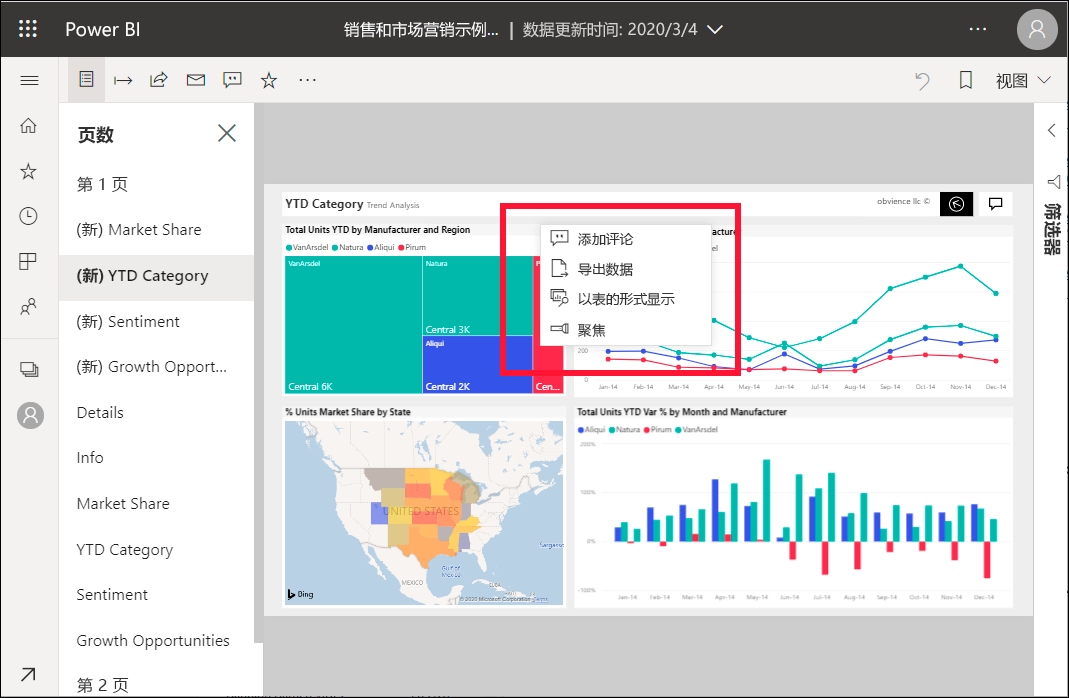 Power BI
销售和市场营销示例... | 数据更新时间: 2020/3/4
...
视图
页数
第 1 页
(新) Market Share
(新) YTD Category
(新) Sentiment
(新) Growth Opport...
Details
Info
Market Share
YTD Category
Sentiment
Growth Opportunities
第 2 页
YTD Category Trend Analysis
obvience llc ©
Total Units YTD by Manufacturer and Region
VanArsdel Natura Aliqui Pirum
VanArsdel
Natura
Central 3K
Aliqui
Central 6K
Central 2K
Cen...
添加评论
导出数据
以表的形式显示
聚焦
200
0
Jan-14 Feb-14 Mar-14 Apr-14 May-14 Jun-14 Jul-14 Aug-14 Sep-14 Oct-14 Nov-14 Dec-14
% Units Market Share by State
UNITED STATES
Gulf of
Mexico
MEXICO
CUBA
Bing
© 2020 Microsoft Corporation Terms
Total Units YTD Var % by Month and Manufacturer
Aliqui Natura Pirum VanArsdel
200%
100%
0%
-100%
Jan-14 Feb-14 Mar-14 Apr-14 May-14 Jun-14 Jul-14 Aug-14 Sep-14 Oct-14 Nov-14 Dec-14
筛选器